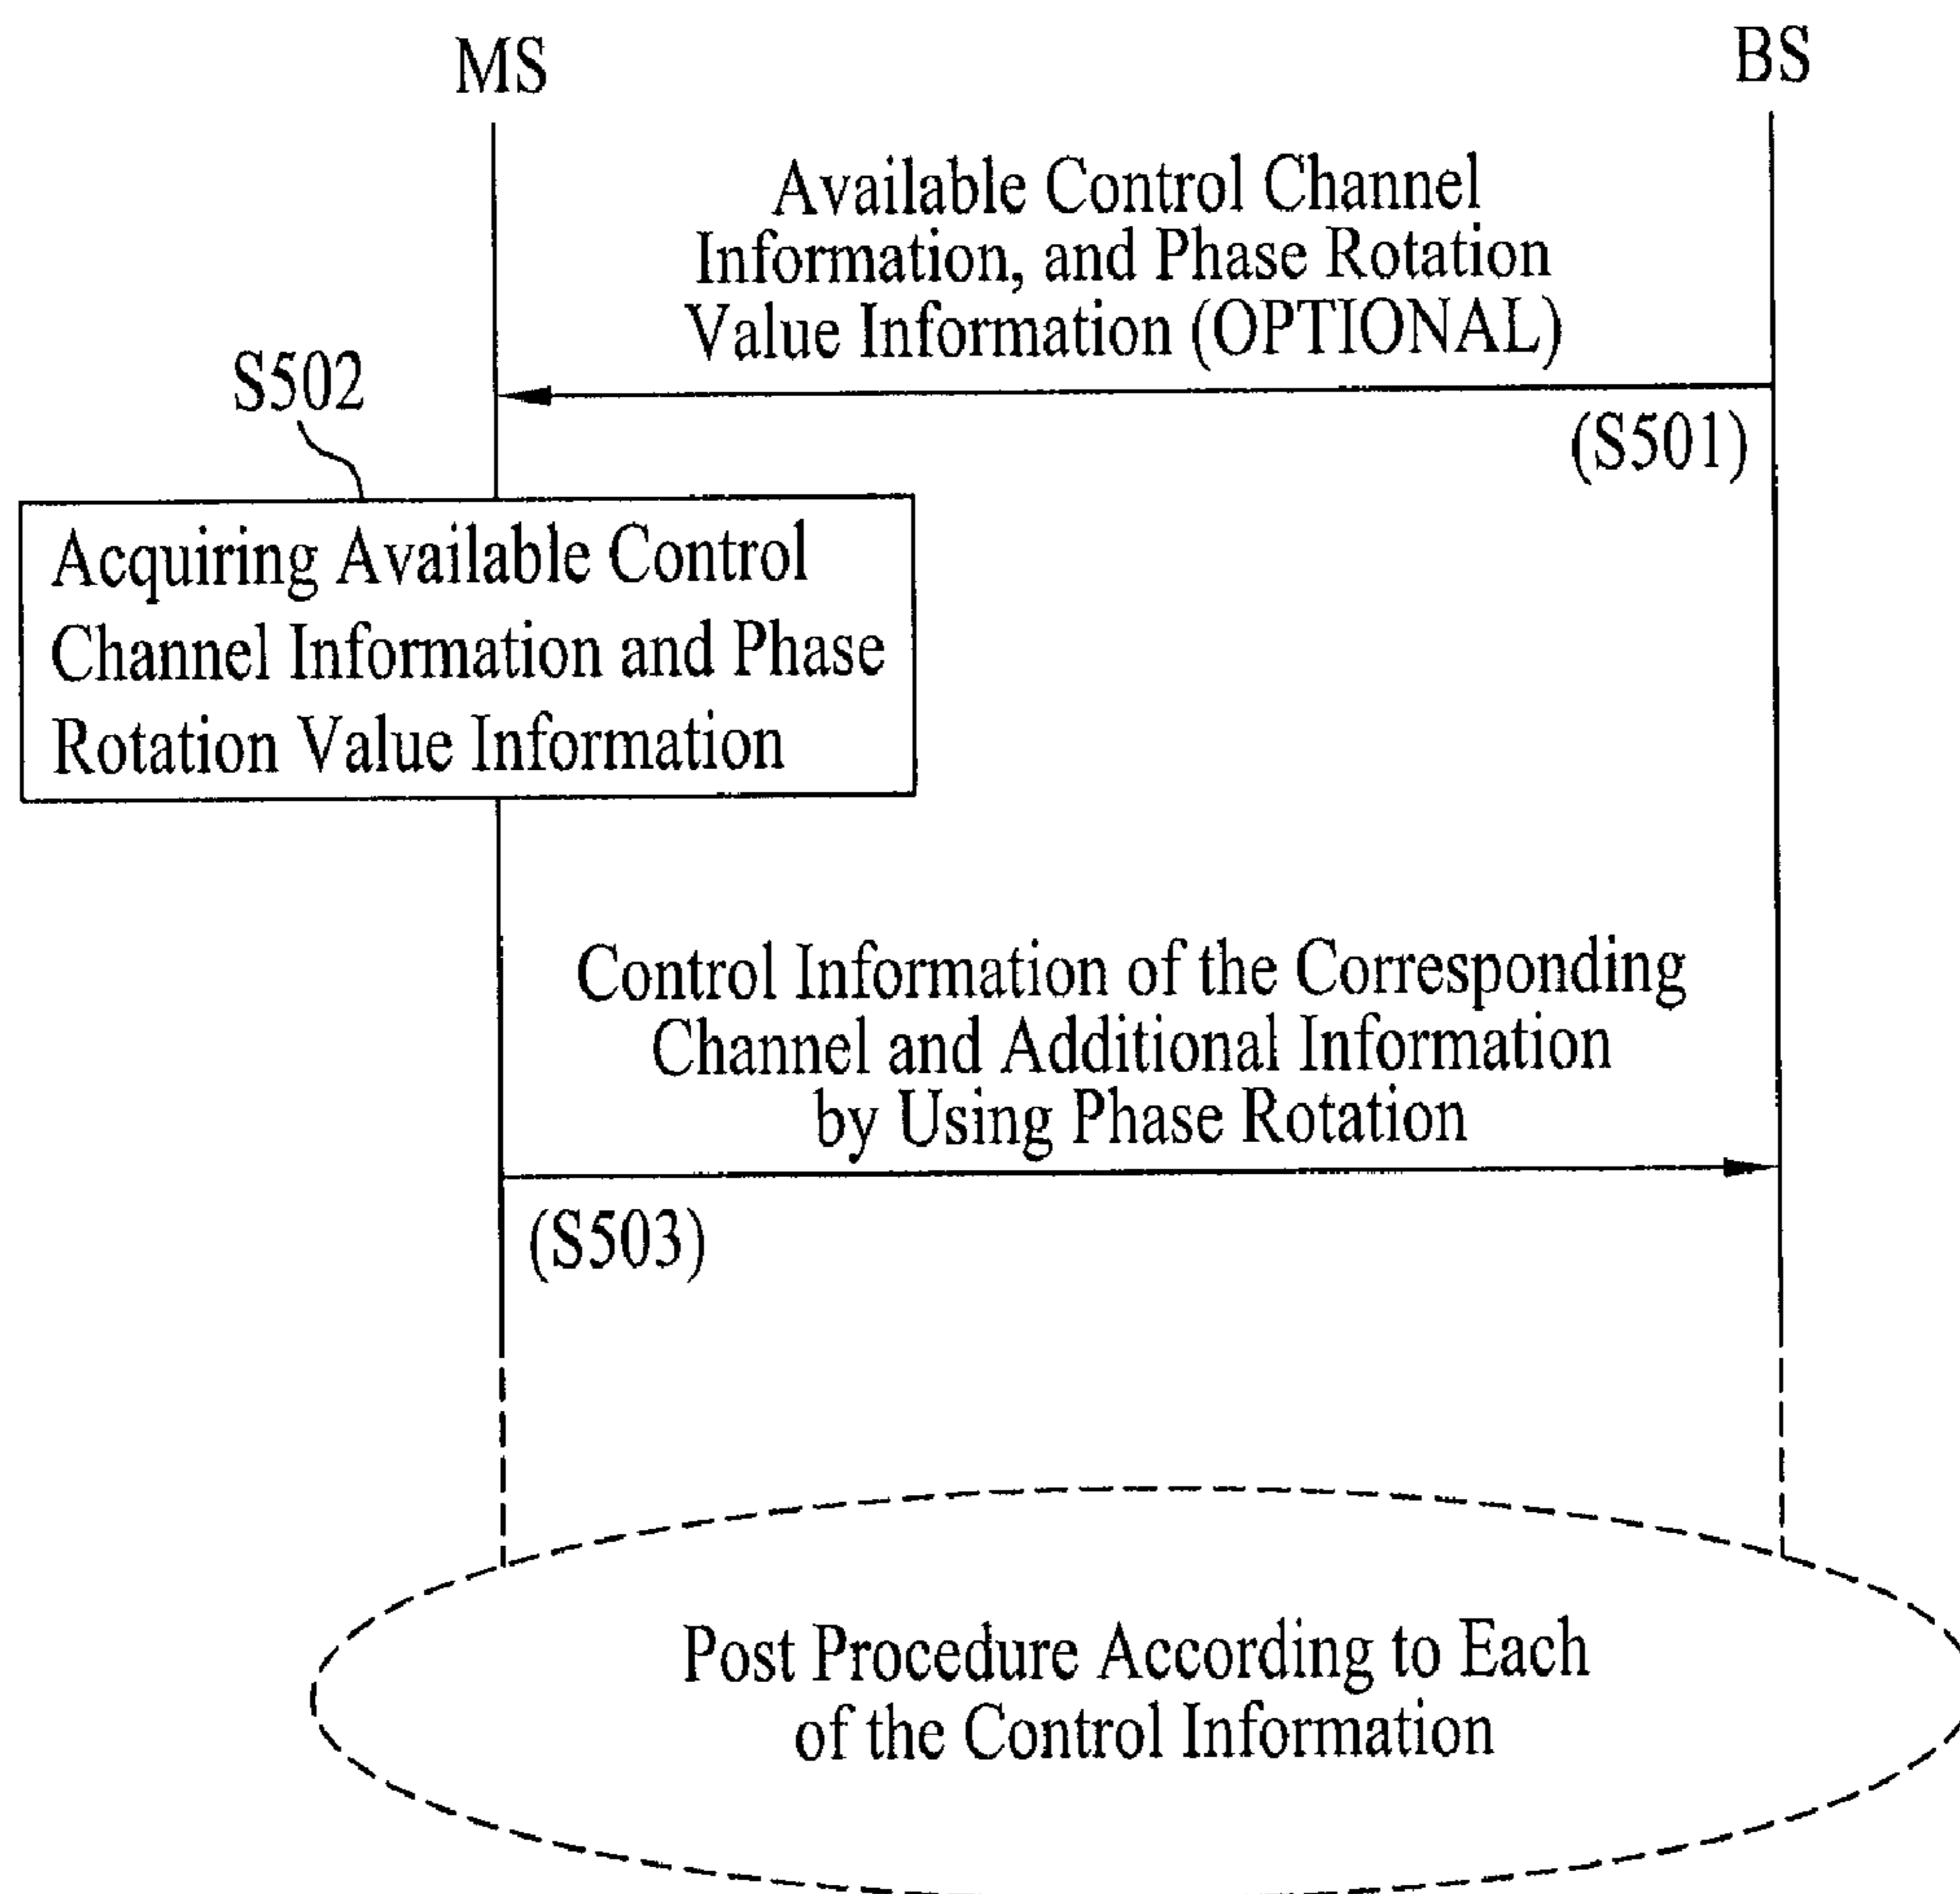 MS
BS
Available Control Channel
Information, and Phase Rotation
Value Information (OPTIONAL)
S502
(S501)
Acquiring Available Control
Channel Information and Phase
Rotation Value Information
Control Information of the Corresponding
Channel and Additional Information
by Using Phase Rotation
(S503)
Post Procedure According to Each
of the Control Information